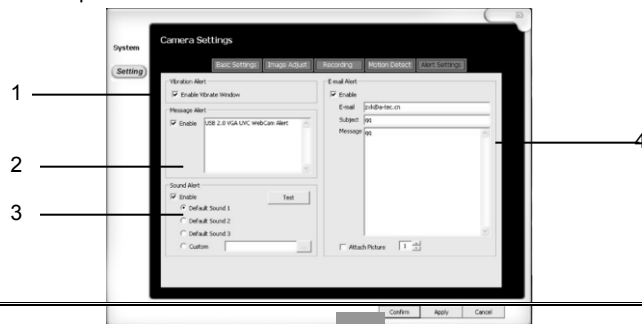 System
Setting
Camera Settings
Basic Settings
Image Adjust
Recording
Motion Detect
Alert Settings
1
Vibration Alert
Enable Vibrate Window
Message Alert
Enable
USB 2.0 VGA UVC WebCam Alert
2
Sound Alert
Enable
Test
3
Default Sound 1
Default Sound 2
Default Sound 3
Custom
...
E-mail Alert
Enable
E-mail
Subject
qq
Message
qq
4
Attach Picture
1
Confirm
Apply
Cancel